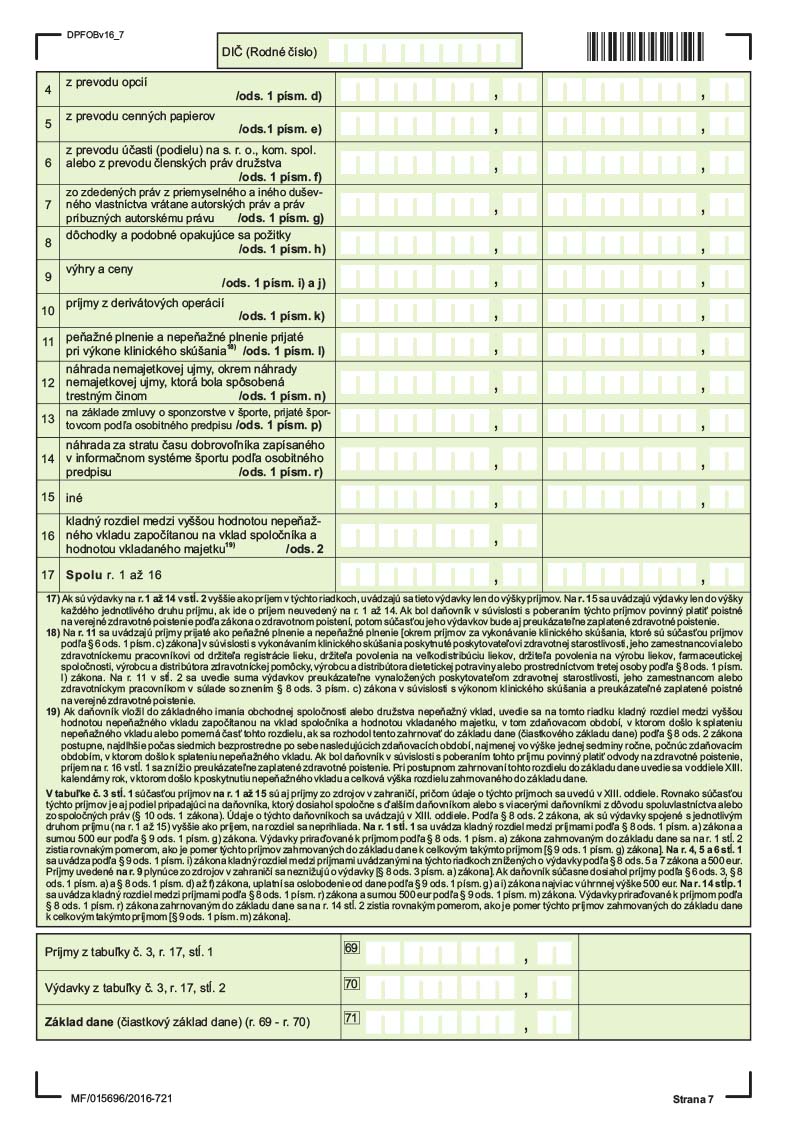 DPFOBv16_7
DIČ (Rodné číslo)
4 z prevodu opcií
/ods. 1 písm. d)
, ,
5 z prevodu cenných papierov
/ods.1 písm. e)
, ,
6 z prevodu účasti (podielu) na s. r. o., kom. spol.
alebo z prevodu členských práv družstva
/ods. 1 písm. f)
, ,
7 zo zdedených práv z priemyselného a iného dušev-
ného vlastníctva vrátane autorských práv a práv
príbuzných autorskému právu /ods. 1 písm. g)
, ,
8 dôchodky a podobné opakujúce sa požitky
/ods. 1 písm. h)
, ,
9 výhry a ceny
/ods. 1 písm. i) a j)
, ,
10 príjmy z derivátových operácií
/ods. 1 písm. k)
, ,
11 peňažné plnenie a nepeňažné plnenie prijaté
pri výkone klinického skúšania18) /ods. 1 písm. l)
, ,
12 náhrada nemajetkovej ujmy, okrem náhrady
nemajetkovej ujmy, ktorá bola spôsobená
trestným činom /ods. 1 písm. n)
, ,
13 na základe zmluvy o sponzorstve v športe, prijaté špor-
tovcom podľa osobitného predpisu /ods. 1 písm. p)
, ,
14 náhrada za stratu času dobrovoľníka zapísaného
v informačnom systéme športu podľa osobitného
predpisu /ods. 1 písm. r)
, ,
15 iné
, ,
16 kladný rozdiel medzi vyššou hodnotou nepeňaž-
ného vkladu započítanou na vklad spoločníka a
hodnotou vkladaného majetku19) /ods. 2
,
17 Spolu r. 1 až 16
, ,
17) Ak sú výdavky na r. 1 až 14 v stĺ. 2 vyššie ako príjem v týchto riadkoch, uvádzajú sa tieto výdavky len do výšky príjmov. Na r. 15 sa uvádzajú výdavky len do výšky
každého jednotlivého druhu príjmu, ak ide o príjem neuvedený na r. 1 až 14. Ak bol daňovník v súvislosti s poberaním týchto príjmov povinný platiť poistné
na verejné zdravotné poistenie podľa zákona o zdravotnom poistení, potom súčasťou jeho výdavkov bude aj preukázateľne zaplatené zdravotné poistenie.
18) Na r. 11 sa uvádzajú príjmy prijaté ako peňažné plnenie a nepeňažné plnenie [okrem príjmov za vykonávanie klinického skúšania, ktoré sú súčasťou príjmov
podľa § 6 ods. 1 písm. c) zákona] v súvislosti s vykonávaním klinického skúšania poskytnuté poskytovateľovi zdravotnej starostlivosti, jeho zamestnancovi alebo
zdravotníckemu pracovníkovi od držiteľa registrácie lieku, držiteľa povolenia na veľkodistribúciu liekov, držiteľa povolenia na výrobu liekov, farmaceutickej
spoločnosti, výrobcu a distribútora zdravotníckej pomôcky, výrobcu a distribútora dietetickej potraviny alebo prostredníctvom tretej osoby podľa § 8 ods. 1 písm.
l) zákona. Na r. 11 v stĺ. 2 sa uvedie suma výdavkov preukázateľne vynaložených poskytovateľom zdravotnej starostlivosti, jeho zamestnancom alebo
zdravotníckym pracovníkom v súlade so znením § 8 ods. 3 písm. c) zákona v súvislosti s výkonom klinického skúšania a preukázateľné zaplatené poistné
na verejné zdravotné poistenie.
19) Ak daňovník vložil do základného imania obchodnej spoločnosti alebo družstva nepeňažný vklad, uvedie sa na tomto riadku kladný rozdiel medzi vyššou
hodnotou nepeňažného vkladu započítanou na vklad spoločníka a hodnotou vkladaného majetku, v tom zdaňovacom období, v ktorom došlo k splateniu
nepeňažného vkladu alebo pomerná časť tohto rozdielu, ak sa rozhodol tento zahrnovať do základu dane (čiastkového základu dane) podľa § 8 ods. 2 zákona
postupne, najdlhšie počas siedmich bezprostredne po sebe nasledujúcich zdaňovacích období, najmenej vo výške jednej sedminy ročne, počnúc zdaňovacím
obdobím, v ktorom došlo k splateniu nepeňažného vkladu. Ak bol daňovník v súvislosti s poberaním tohto príjmu povinný platiť odvody na zdravotné poistenie,
príjem na r. 16 v stĺ. 1 sa zníži o preukázateľne zaplatené zdravotné poistenie. Pri postupnom zahrnovaní tohto rozdielu do základu dane uvedie sa v oddiele XIII.
kalendárny rok, v ktorom došlo k poskytnutiu nepeňažného vkladu a celková výška rozdielu zahrnovaného do základu dane.
V tabuľke č. 3 stĺ. 1 súčasťou príjmov na r. 1 až 15 sú aj príjmy zo zdrojov v zahraničí, pričom údaje o týchto príjmoch sa uvedú v XIII. oddiele. Rovnako súčasťou
týchto príjmov je aj podiel pripadajúci na daňovníka, ktorý dosiahol spoločne s ďalším daňovníkom alebo s viacerými daňovníkmi z dôvodu spoluvlastníctva alebo
zo spoločných práv (§ 10 ods. 1 zákona). Údaje o týchto daňovníkoch sa uvádzajú v XIII. oddiele. Podľa § 8 ods. 2 zákona, ak sú výdavky spojené s jednotlivým
druhom príjmu (na r. 1 až 15) vyššie ako príjem, na rozdiel sa neprihliada. Na r. 1 stĺ. 1 sa uvádza kladný rozdiel medzi príjmami podľa § 8 ods. 1 písm. a) zákona a
sumou 500 eur podľa § 9 ods. 1 písm. g) zákona. Výdavky priraďované k príjmom podľa § 8 ods. 1 písm. a) zákona zahrnovaným do základu dane sa na r. 1 stĺ. 2
zistia rovnakým pomerom, ako je pomer týchto príjmov zahrnovaných do základu dane k celkovým takýmto príjmom [§ 9 ods. 1 písm. g) zákona]. Na r. 4, 5 a 6 stĺ. 1
sa uvádza podľa § 9 ods. 1 písm. i) zákona kladný rozdiel medzi príjmami uvádzanými na týchto riadkoch znížených o výdavky podľa § 8 ods. 5 a 7 zákona a 500 eur.
Príjmy uvedené na r. 9 plynúce zo zdrojov v zahraničí sa neznižujú o výdavky [§ 8 ods. 3 písm. a) zákona]. Ak daňovník súčasne dosiahol príjmy podľa § 6 ods. 3, § 8
ods. 1 písm. a) a § 8 ods. 1 písm. d) až f) zákona, uplatní sa oslobodenie od dane podľa § 9 ods. 1 písm. g) a i) zákona najviac v úhrnnej výške 500 eur. Na r. 14 stĺp. 1
sa uvádza kladný rozdiel medzi príjmami podľa § 8 ods. 1 písm. r) zákona a sumou 500 eur podľa § 9 ods. 1 písm. m) zákona. Výdavky priraďované k príjmom podľa §
8 ods. 1 písm. r) zákona zahrnovaným do základu dane sa na r. 14 stĺ. 2 zistia rovnakým pomerom, ako je pomer týchto príjmov zahrnovaných do základu dane
k celkovým takýmto príjmom [§ 9 ods. 1 písm. m) zákona].
Príjmy z tabuľky č. 3, r. 17, stĺ. 1 69 ,
Výdavky z tabuľky č. 3, r. 17, stĺ. 2 70 ,
Základ dane (čiastkový základ dane) (r. 69 - r. 70) 71 ,
MF/015696/2016-721
Strana 7